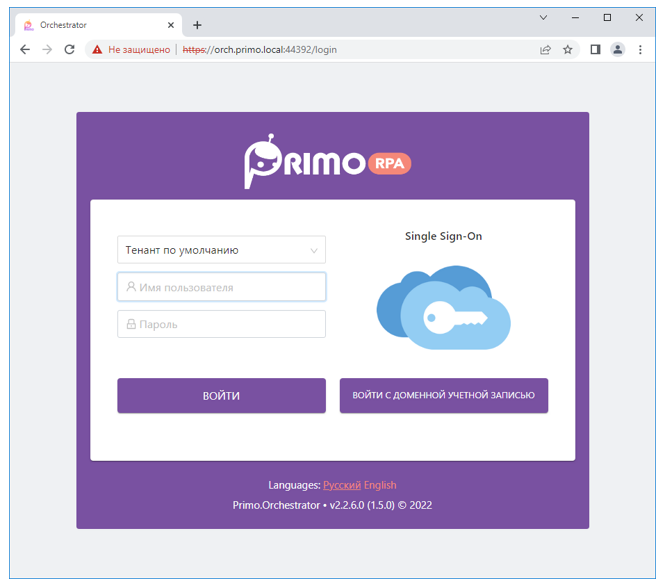 Orchestrator
Не защищено https://orch.primo.local:44392/login
PRIMO RPA
Single Sign-On
Тенант по умолчанию
Имя пользователя
Пароль
ВОЙТИ
ВОЙТИ С ДОМЕННОЙ УЧЕТНОЙ ЗАПИСЬЮ
Languages: Русский English
Primo.Orchestrator • v2.2.6.0 (1.5.0) © 2022